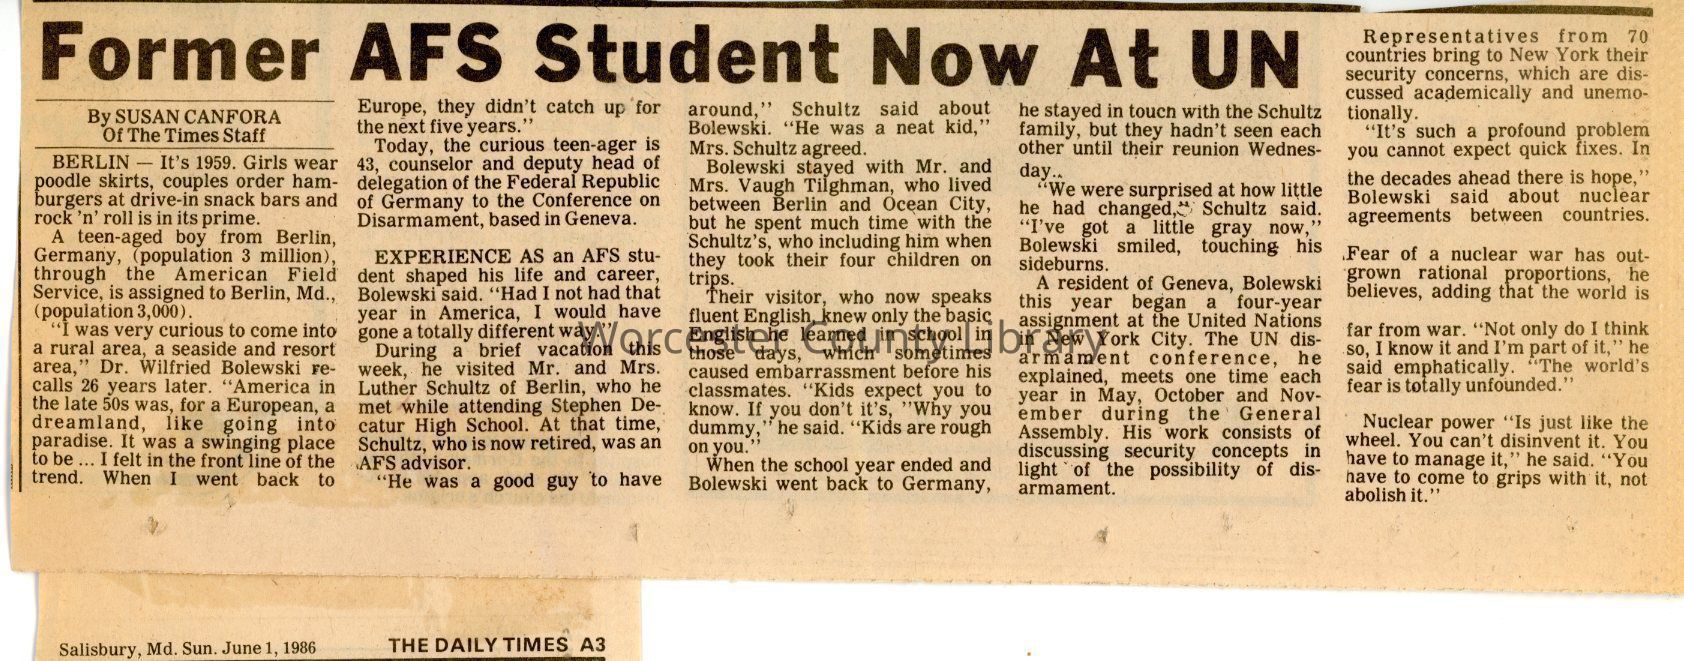 Former AFS Student Now At UN
By SUSAN CANFORA
Of The Times Staff
BERLIN — It's 1959. Girls wear
poodle skirts, couples order ham-
burgers at drive-in snack bars and
rock 'n' roll is in its prime.
A teen-aged boy from Berlin,
Germany, (population 3 million),
through the American Field
Service, is assigned to Berlin, Md.,
(population 3,000).
"I was very curious to come into
a rural area, a seaside and resort
area," Dr. Wilfried Bolewski re-
calls 26 years later. "America in
the late 50s was, for a European, a
dreamland, like going into
paradise. It was a swinging place
to be ... I felt in the front line of the
trend. When I went back to
Europe, they didn't catch up for
the next five years."
Today, the curious teen-ager is
43, counselor and deputy head of
delegation of the Federal Republic
of Germany to the Conference on
Disarmament, based in Geneva.
EXPERIENCE AS an AFS stu-
dent shaped his life and career,
Bolewski said. "Had I not had that
year in America, I would have
gone a totally different way."
During a brief vacation this
week, he visited Mr. and Mrs.
Luther Schultz of Berlin, who he
met while attending Stephen De-
catur High School. At that time,
Schultz, who is now retired, was an
AFS advisor.
"He was a good guy to have
around," Schultz said about
Bolewski. "He was a neat kid,"
Mrs. Schultz agreed.
Bolewski stayed with Mr. and
Mrs. Vaugh Tilghman, who lived
between Berlin and Ocean City,
but he spent much time with the
Schultz's, who including him when
they took their four children on
trips.
Their visitor, who now speaks
fluent English, knew only the basic
English he learned in school in
those days, which sometimes
caused embarrassment before his
classmates. "Kids expect you to
know. If you don't it's, "Why you
dummy," he said. "Kids are rough
on you."
When the school year ended and
Bolewski went back to Germany,
he stayed in touch with the Schultz
family, but they hadn't seen each
other until their reunion Wednes-
day..
"We were surprised at how little
he had changed," Schultz said.
"I've got a little gray now,"
Bolewski smiled, touching his
sideburns.
A resident of Geneva, Bolewski
this year began a four-year
assignment at the United Nations
in New York City. The UN dis-
armament conference, he
explained, meets one time each
year in May, October and Nov-
ember during the General
Assembly. His work consists of
discussing security concepts in
light of the possibility of dis-
armament.
Representatives from 70
countries bring to New York their
security concerns, which are dis-
cussed academically and unemo-
tionally.
"It's such a profound problem
you cannot expect quick fixes. In
the decades ahead there is hope,"
Bolewski said about nuclear
agreements between countries.
Fear of a nuclear war has out-
grown rational proportions, he
believes, adding that the world is
far from war. "Not only do I think
so, I know it and I'm part of it," he
said emphatically. "The world's
fear is totally unfounded."
Nuclear power "Is just like the
wheel. You can't disinvent it. You
have to manage it," he said. "You
have to come to grips with it, not
abolish it."
Worcester County Library
Worcester County Library
Salisbury, Md. Sun. June 1, 1986
THE DAILY TIMES A3